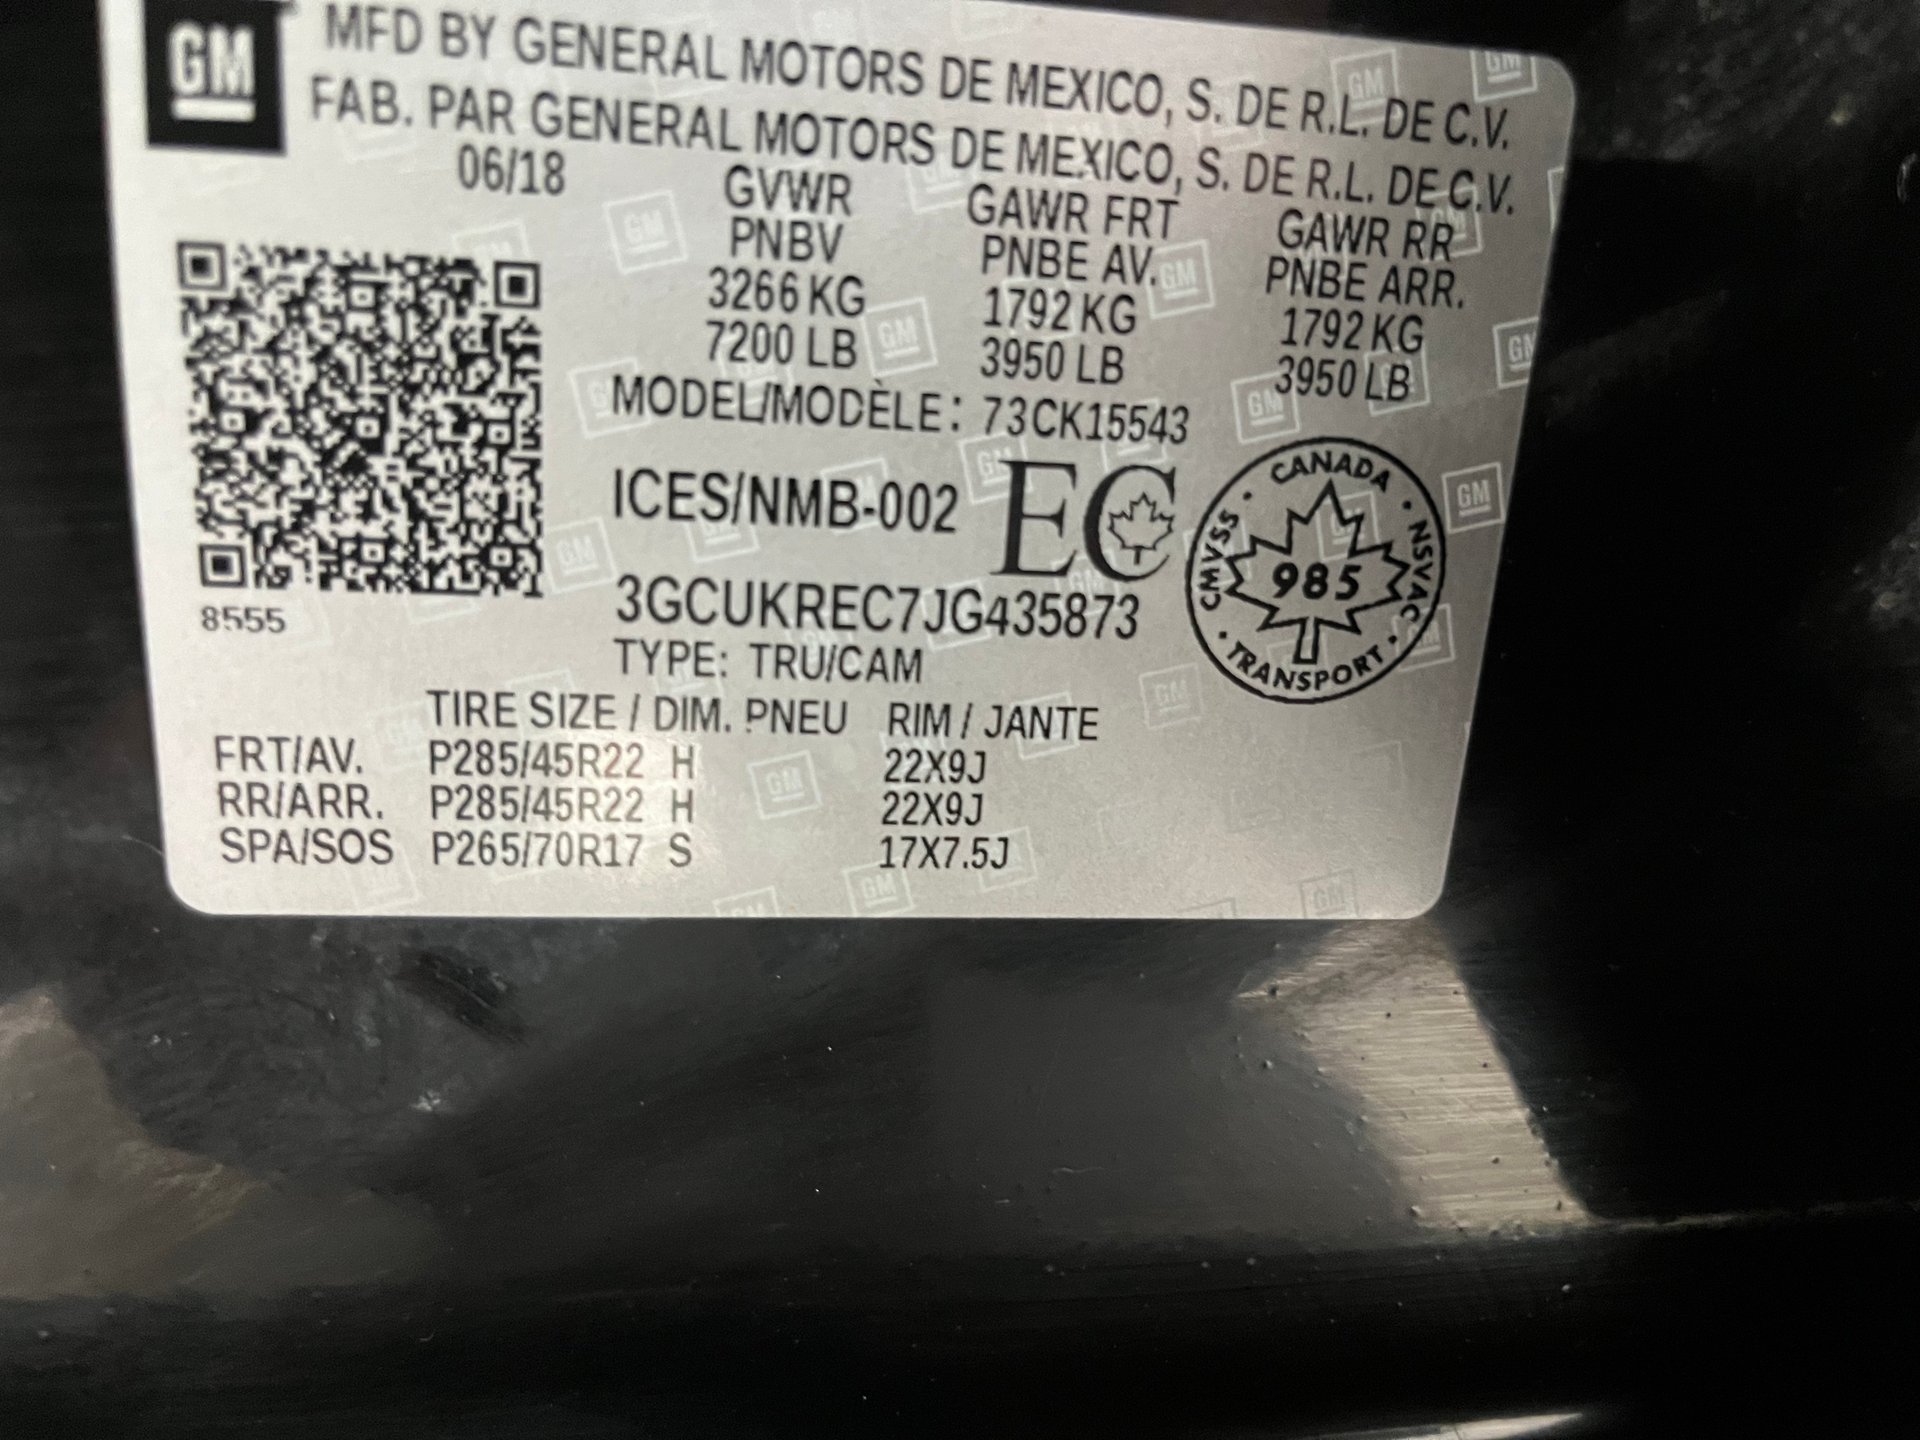 GM
MFD BY GENERAL MOTORS DE MEXICO, S. DE R.L. DE C.V.
FAB. PAR GENERAL MOTORS DE MEXICO, S. DE R.L. DE C.V.
06/18 GVWR GAWR FRT GAWR RR
PNBV PNBE AV. PNBE ARR.
3266 KG 1792 KG 1792 KG
7200 LB 3950 LB 3950 LB
MODEL/MODÈLE: 73CK15543
ICES/NMB-002 EC
CANADA · NSVAC · TRANSPORT · CMVSS ·
985
3GCUKREC7JG435873
8555
TYPE: TRU/CAM
TIRE SIZE / DIM. PNEU RIM / JANTE
FRT/AV. P285/45R22 H 22X9J
RR/ARR. P285/45R22 H 22X9J
SPA/SOS P265/70R17 S 17X7.5J